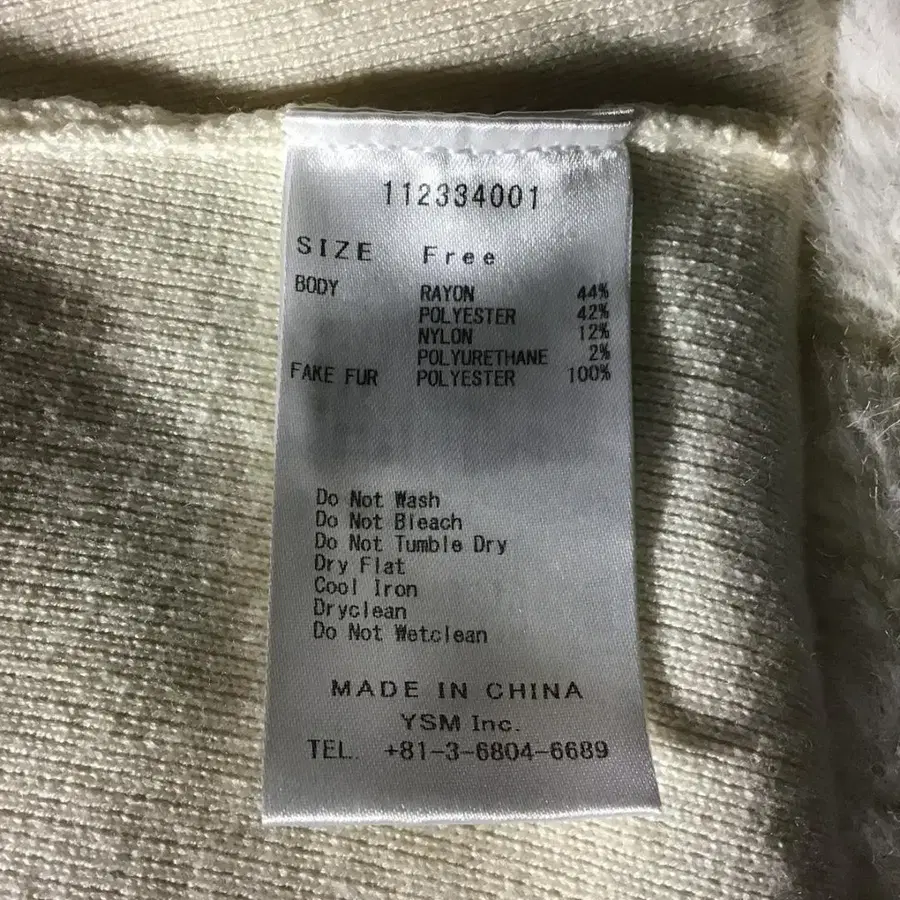 112334001
SIZE Free
BODY RAYON 44%
POLYESTER 42%
NYLON 12%
POLYURETHANE 2%
FAKE FUR POLYESTER 100%
Do Not Wash
Do Not Bleach
Do Not Tumble Dry
Dry Flat
Cool Iron
Dryclean
Do Not Wetclean
MADE IN CHINA
YSM Inc.
TEL. +81-3-6804-6689